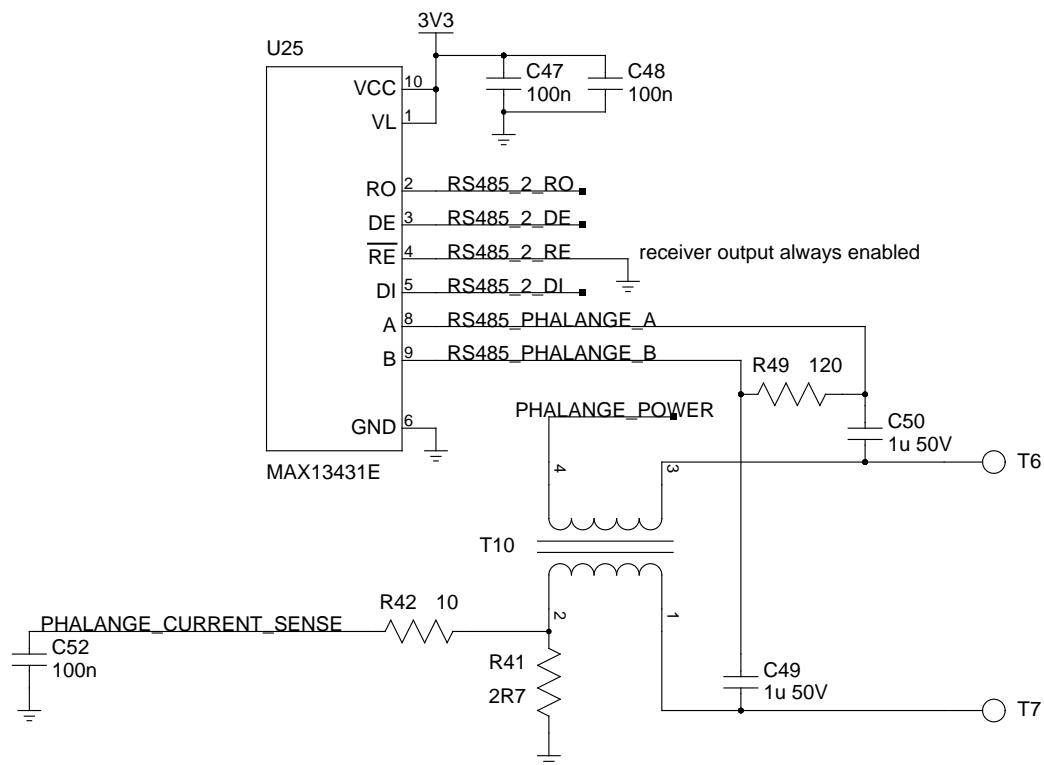 3V3
U25
VCC 10
VL 1
C47
100n
C48
100n
RO 2 RS485_2_RO
DE 3 RS485_2_DE
RE 4 RS485_2_RE receiver output always enabled
DI 5 RS485_2_DI
A 8 RS485_PHALANGE_A
B 9 RS485_PHALANGE_B
R49 120
PHALANGE_POWER
C50
1u 50V
GND 6
MAX13431E
4
3
T6
T10
R42 10
2
1
PHALANGE_CURRENT_SENSE
C52
100n
R41
2R7
C49
1u 50V
T7